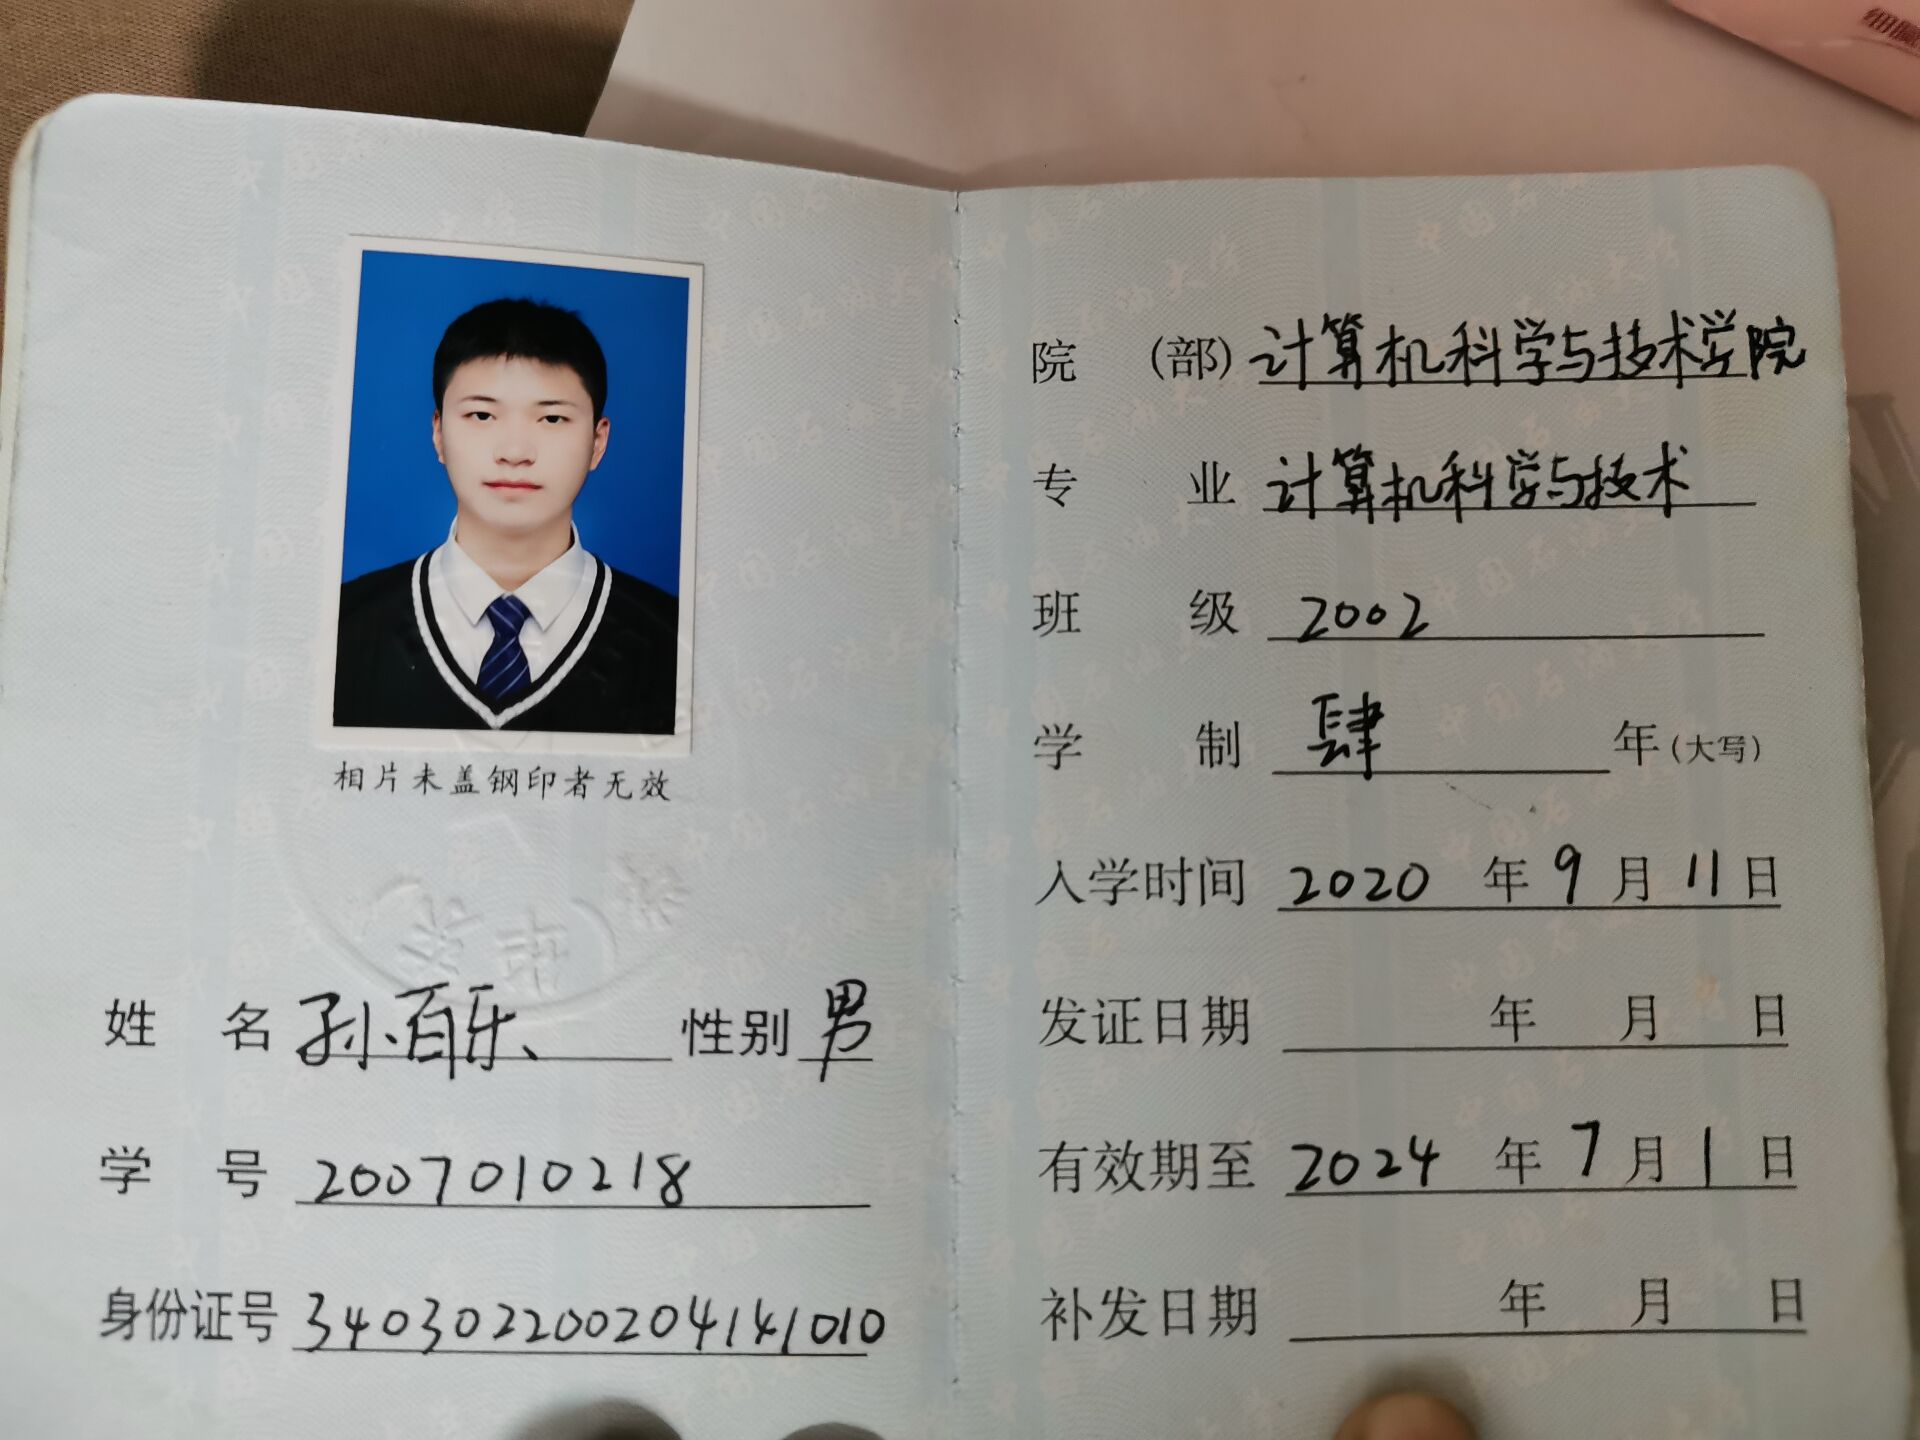 相片未盖钢印者无效
姓 名 孙百乐 性别 男
学 号 2007010218
身份证号 340302200204141010
院 (部) 计算机科学与技术学院
专 业 计算机科学与技术
班 级 2002
学 制 肆 年(大写)
入学时间 2020 年 9 月 11 日
发证日期 年 月 日
有效期至 2024 年 7 月 1 日
补发日期 年 月 日